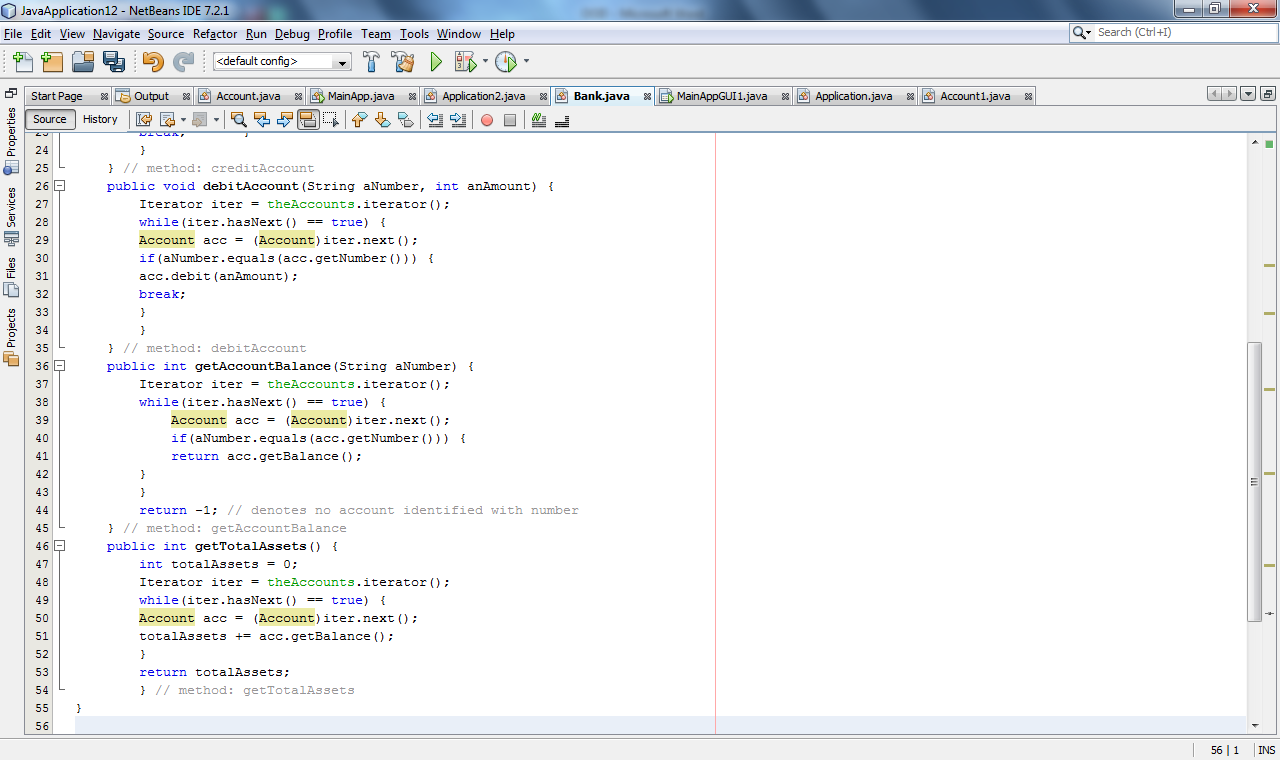 JavaApplication12 - NetBeans IDE 7.2.1
File Edit View Navigate Source Refactor Run Debug Profile Team Tools Window Help
Search (Ctrl+I)
<default config>
Start Page Output Account.java MainApp.java Application2.java Bank.java MainAppGUI1.java Application.java Account1.java
Source History
Properties
Services
Files
Projects
23 break; }
24 }
25 } // method: creditAccount
26 public void debitAccount(String aNumber, int anAmount) {
27 Iterator iter = theAccounts.iterator();
28 while(iter.hasNext() == true) {
29 Account acc = (Account)iter.next();
30 if(aNumber.equals(acc.getNumber())) {
31 acc.debit(anAmount);
32 break;
33 }
34 }
35 } // method: debitAccount
36 public int getAccountBalance(String aNumber) {
37 Iterator iter = theAccounts.iterator();
38 while(iter.hasNext() == true) {
39 Account acc = (Account)iter.next();
40 if(aNumber.equals(acc.getNumber())) {
41 return acc.getBalance();
42 }
43 }
44 return -1; // denotes no account identified with number
45 } // method: getAccountBalance
46 public int getTotalAssets() {
47 int totalAssets = 0;
48 Iterator iter = theAccounts.iterator();
49 while(iter.hasNext() == true) {
50 Account acc = (Account)iter.next();
51 totalAssets += acc.getBalance();
52 }
53 return totalAssets;
54 } // method: getTotalAssets
55 }
56
56 | 1 INS